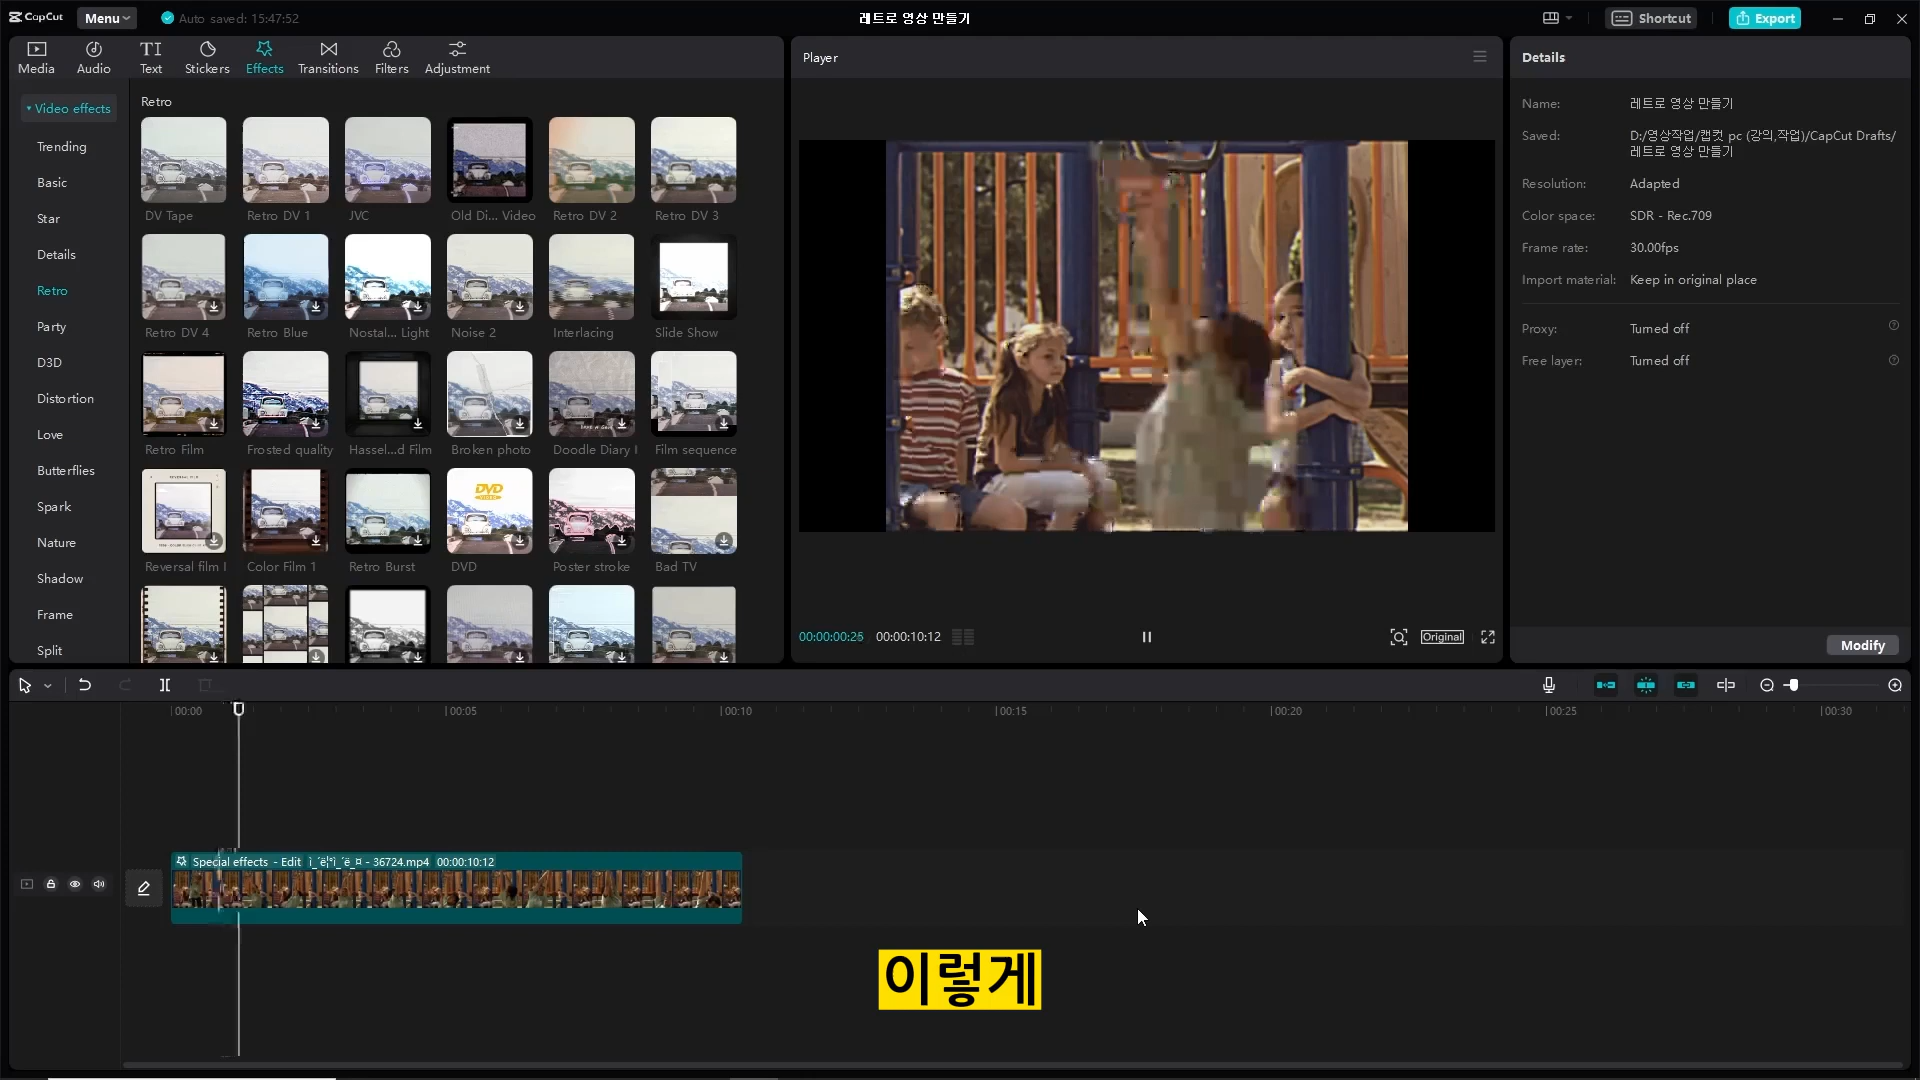 CapCut
Menu
Auto saved: 15:47:52
레트로 영상 만들기
Shortcut
Export
Media
Audio
TI
Text
Stickers
Effects
Transitions
Filters
Adjustment
Video effects
Trending
Basic
Star
Details
Retro
Party
D3D
Distortion
Love
Butterflies
Spark
Nature
Shadow
Frame
Split
Retro
DV Tape
Retro DV 1
JVC
Old Di... Video
Retro DV 2
Retro DV 3
Retro DV 4
Retro Blue
Nostal... Light
Noise 2
Interlacing
Slide Show
Retro Film
Frosted quality
Hassel...d Film
Broken photo
Doodle Diary I
Film sequence
DVD
Reversal film I
Color Film 1
Retro Burst
DVD
Poster stroke
Bad TV
Player
00:00:00:26
00:00:10:12
Original
Details
Name: 레트로 영상 만들기
Saved: D:/영상작업/캡컷 pc (강의,작업)/CapCut Drafts/
레트로 영상 만들기
Resolution: Adapted
Color space: SDR - Rec.709
Frame rate: 30.00fps
Import material: Keep in original place
Proxy: Turned off
Free layer: Turned off
Modify
00:00
00:05
00:10
00:15
00:20
00:25
00:30
Special effects - Edit - 36724.mp4 00:00:10:12
이렇게